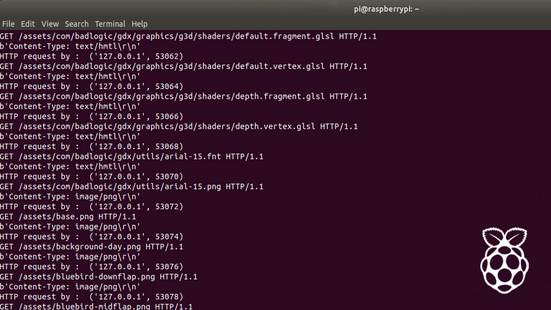 pi@raspberrypi: ~
File Edit View Search Terminal Help
GET /assets/com/badlogic/gdx/graphics/g3d/shaders/default.fragment.glsl HTTP/1.1
b'Content-Type: text/hmtl\r\n'
HTTP request by :  ('127.0.0.1', 53062)
GET /assets/com/badlogic/gdx/graphics/g3d/shaders/default.vertex.glsl HTTP/1.1
b'Content-Type: text/hmtl\r\n'
HTTP request by :  ('127.0.0.1', 53064)
GET /assets/com/badlogic/gdx/graphics/g3d/shaders/depth.fragment.glsl HTTP/1.1
b'Content-Type: text/hmtl\r\n'
HTTP request by :  ('127.0.0.1', 53066)
GET /assets/com/badlogic/gdx/graphics/g3d/shaders/depth.vertex.glsl HTTP/1.1
b'Content-Type: text/hmtl\r\n'
HTTP request by :  ('127.0.0.1', 53068)
GET /assets/com/badlogic/gdx/utils/arial-15.fnt HTTP/1.1
b'Content-Type: text/hmtl\r\n'
HTTP request by :  ('127.0.0.1', 53070)
GET /assets/com/badlogic/gdx/utils/arial-15.png HTTP/1.1
b'Content-Type: image/png\r\n'
HTTP request by :  ('127.0.0.1', 53072)
GET /assets/base.png HTTP/1.1
b'Content-Type: image/png\r\n'
HTTP request by :  ('127.0.0.1', 53074)
GET /assets/background-day.png HTTP/1.1
b'Content-Type: image/png\r\n'
HTTP request by :  ('127.0.0.1', 53076)
GET /assets/bluebird-downflap.png HTTP/1.1
b'Content-Type: image/png\r\n'
HTTP request by :  ('127.0.0.1', 53078)
GET /assets/bluebird-midflap.png HTTP/1.1